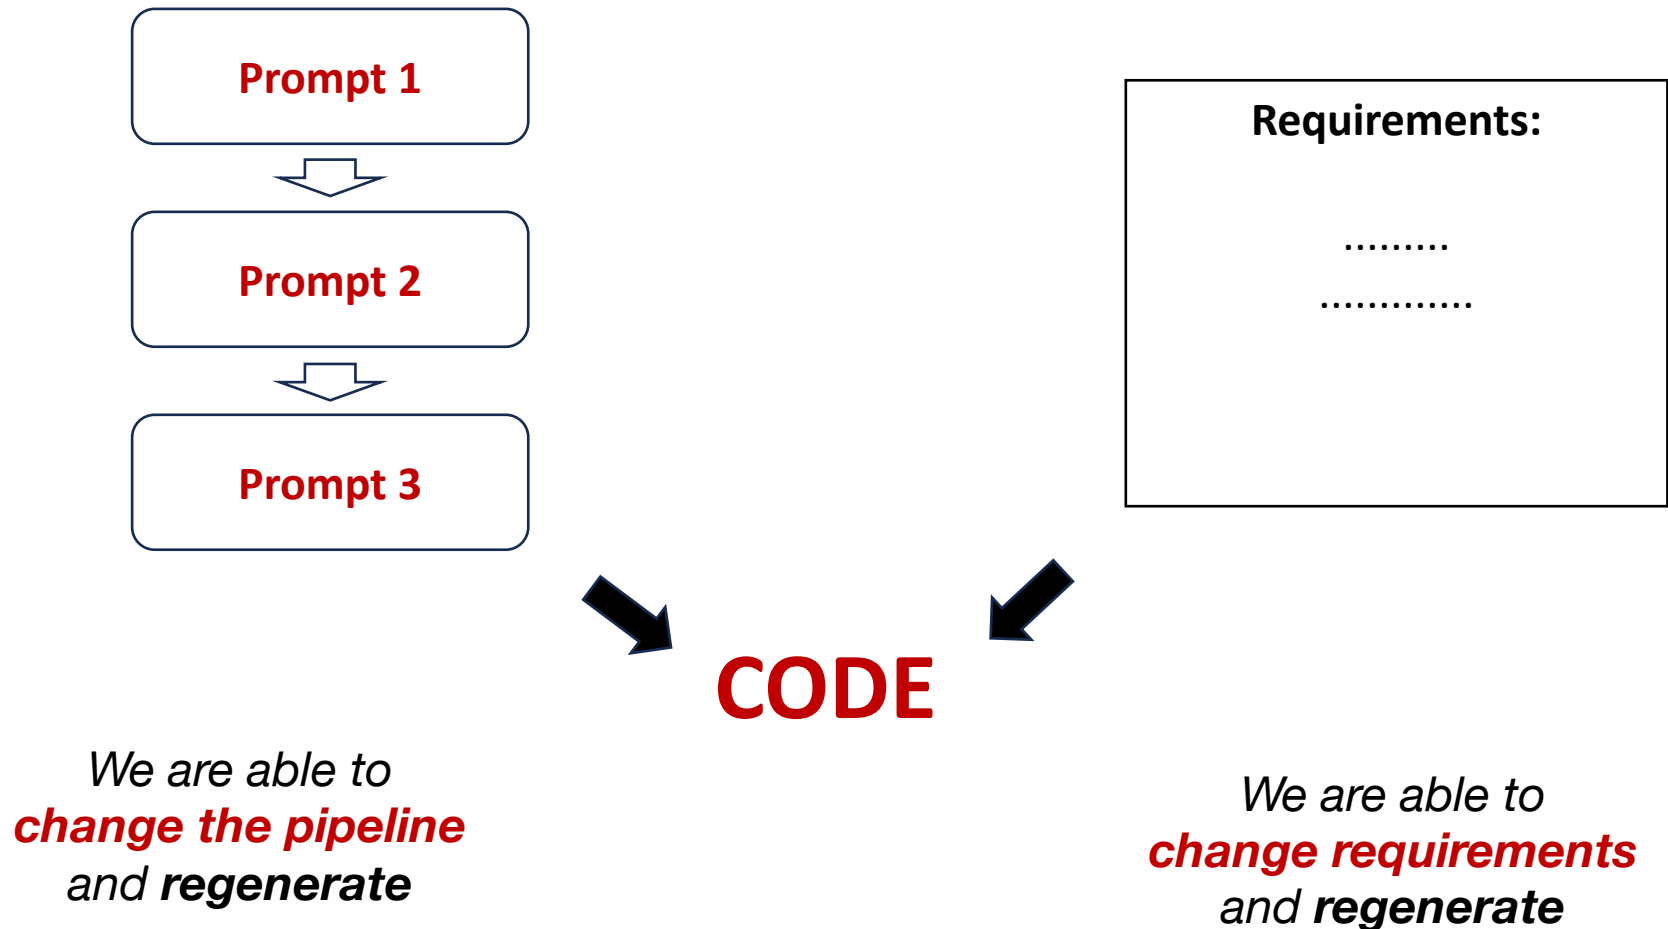 Prompt 1
Prompt 2
Prompt 3
Requirements:
.........
.............
CODE
We are able to
change the pipeline
and regenerate
We are able to
change requirements
and regenerate